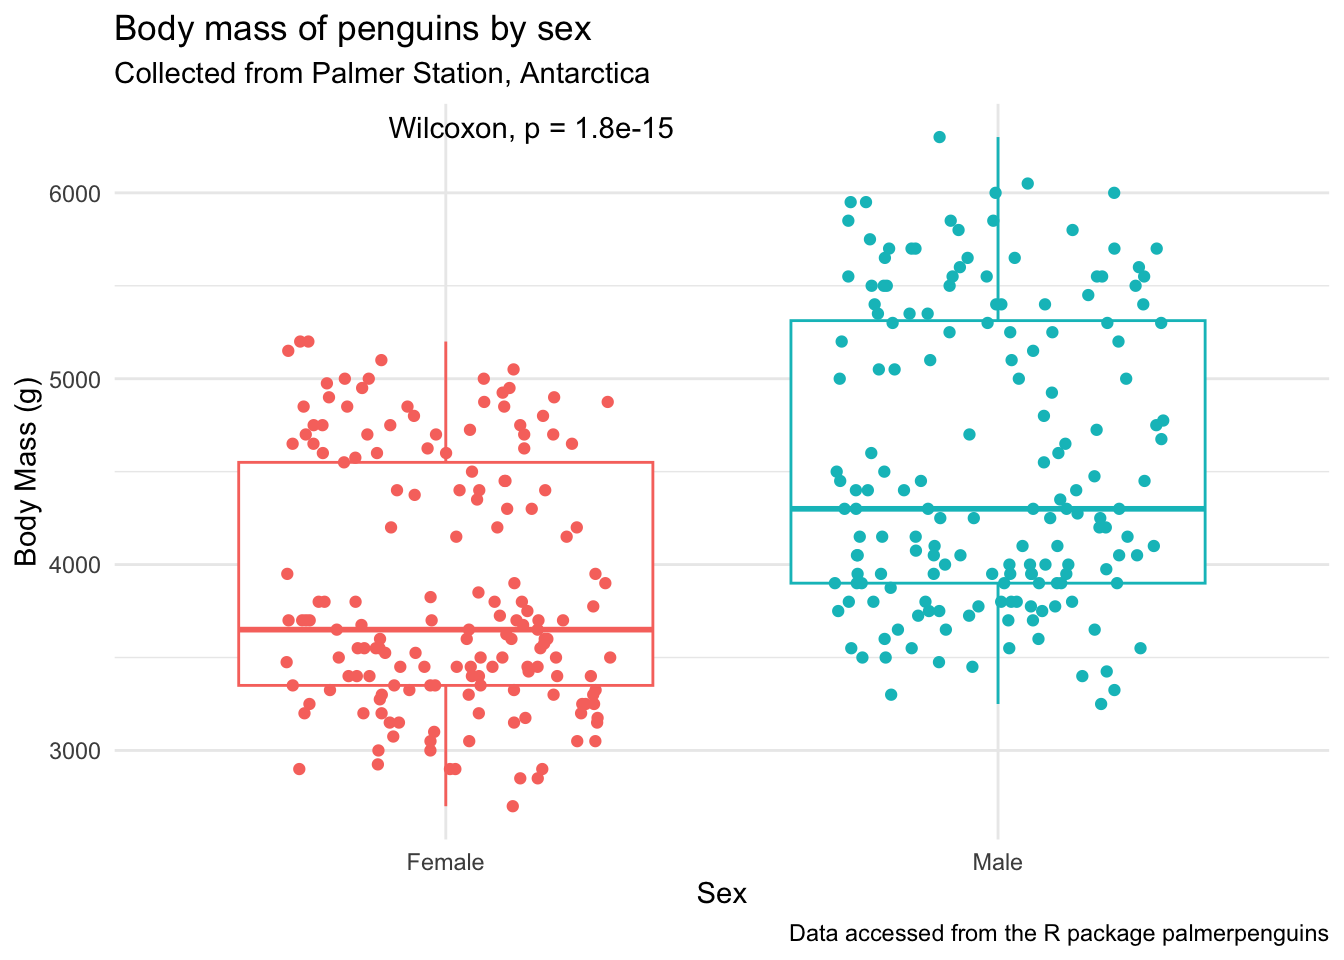 Body mass of penguins by sex
Collected from Palmer Station, Antarctica
Wilcoxon, p = 1.8e-15
6000
5000
4000
3000
Body Mass (g)
Female
Male
Sex
Data accessed from the R package palmerpenguins